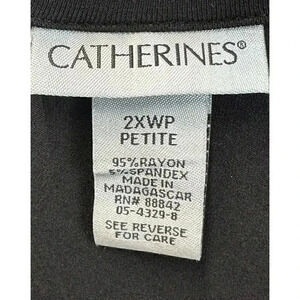 CATHERINES®
2XWP
PETITE
95%RAYON
5%SPANDEX
MADE IN
MADAGASCAR
RN# 88842
05-4329-8
SEE REVERSE
FOR CARE